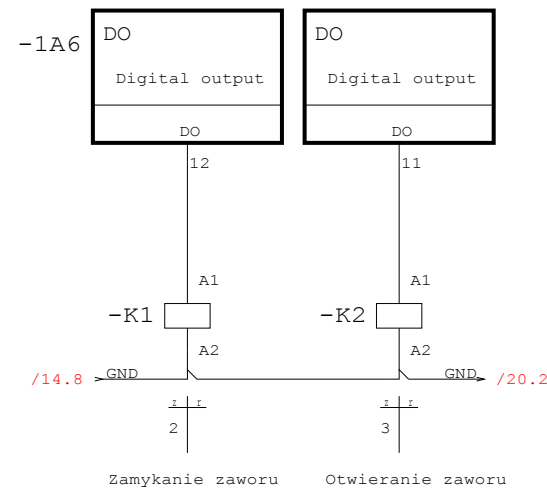 -1A6
DO
DO
Digital output
Digital output
DO
DO
12
11
A1
A1
-K1
-K2
A2
A2
/14.8
GND
GND
/20.2
z r
z r
2
3
Zamykanie zaworu
Otwieranie zaworu